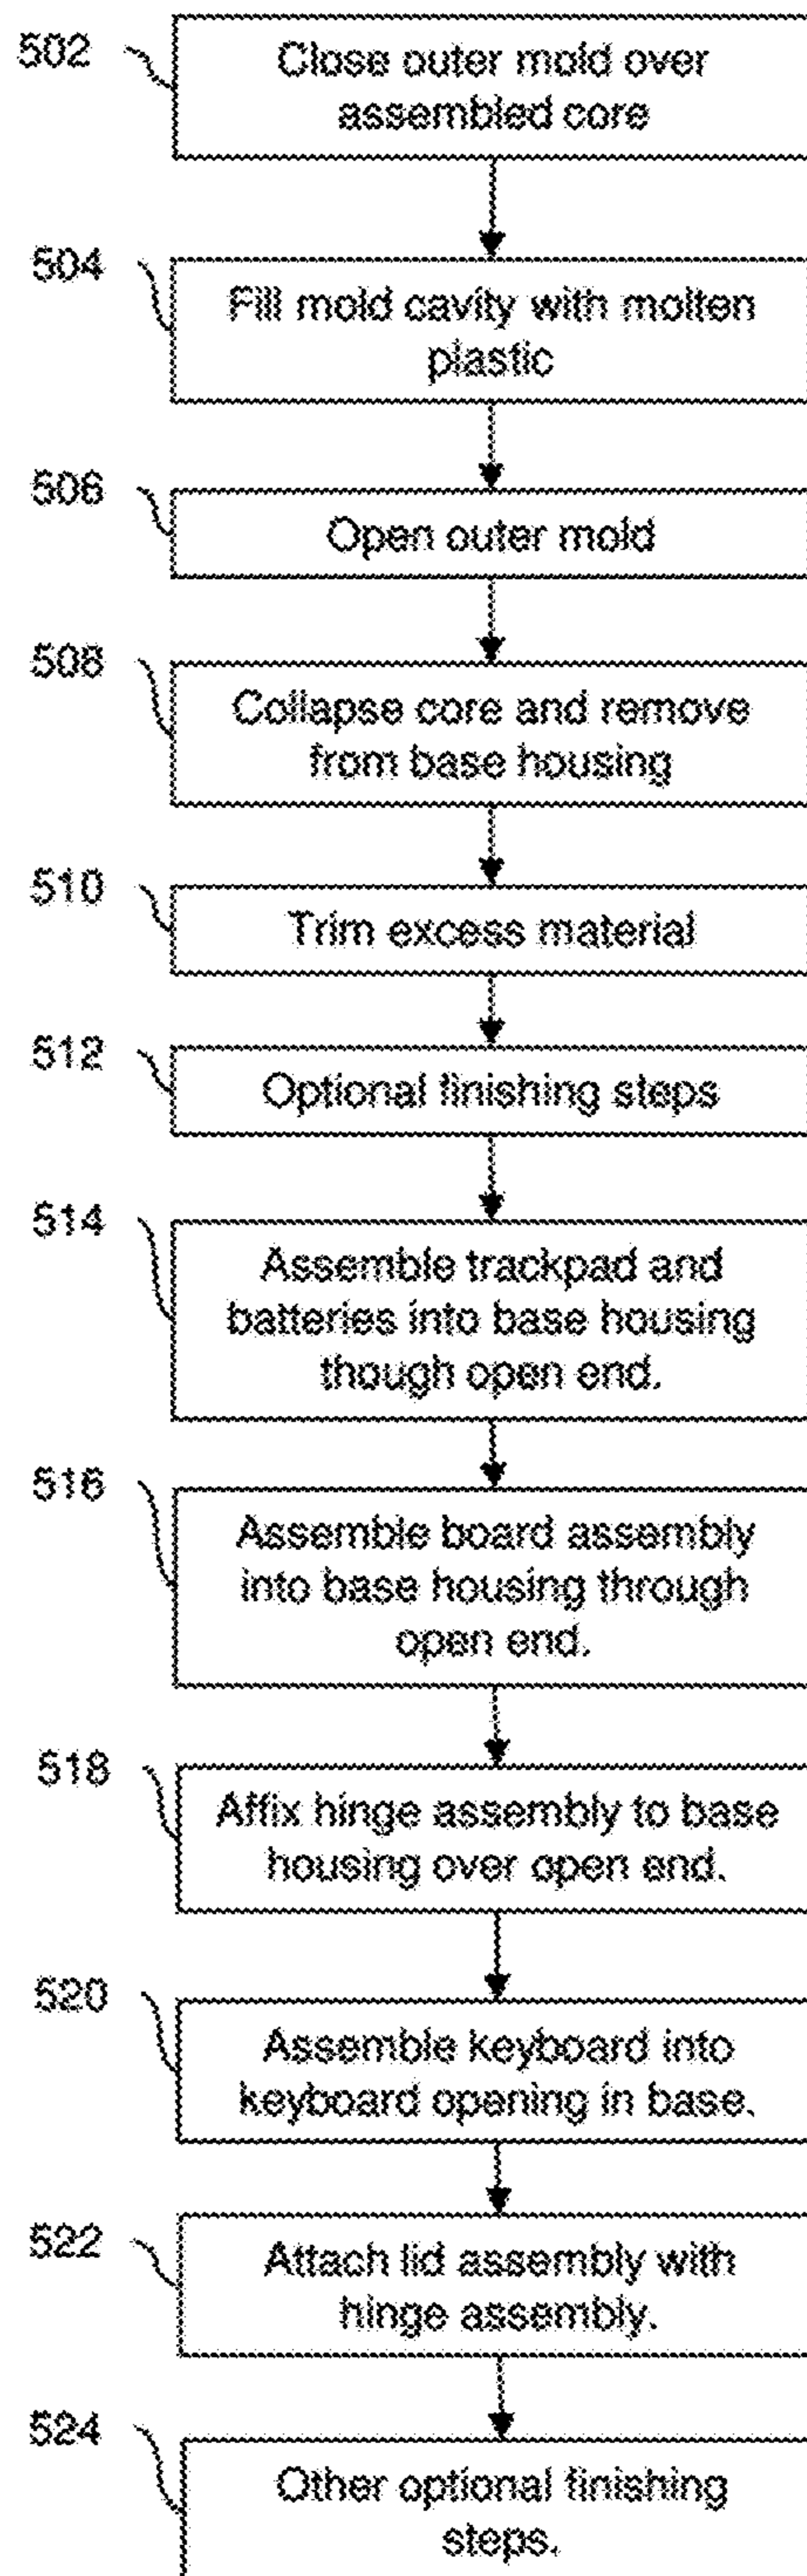 502
Close outer mold over
assembled core
504
Fill mold cavity with molten
plastic
506
Open outer mold
508
Collapse core and remove
from base housing
510
Trim excess material
512
Optional finishing steps
514
Assemble trackpad and
batteries into base housing
though open end.
516
Assemble board assembly
into base housing through
open end.
518
Affix hinge assembly to base
housing over open end.
520
Assemble keyboard into
keyboard opening in base.
522
Attach lid assembly with
hinge assembly.
524
Other optional finishing
steps.